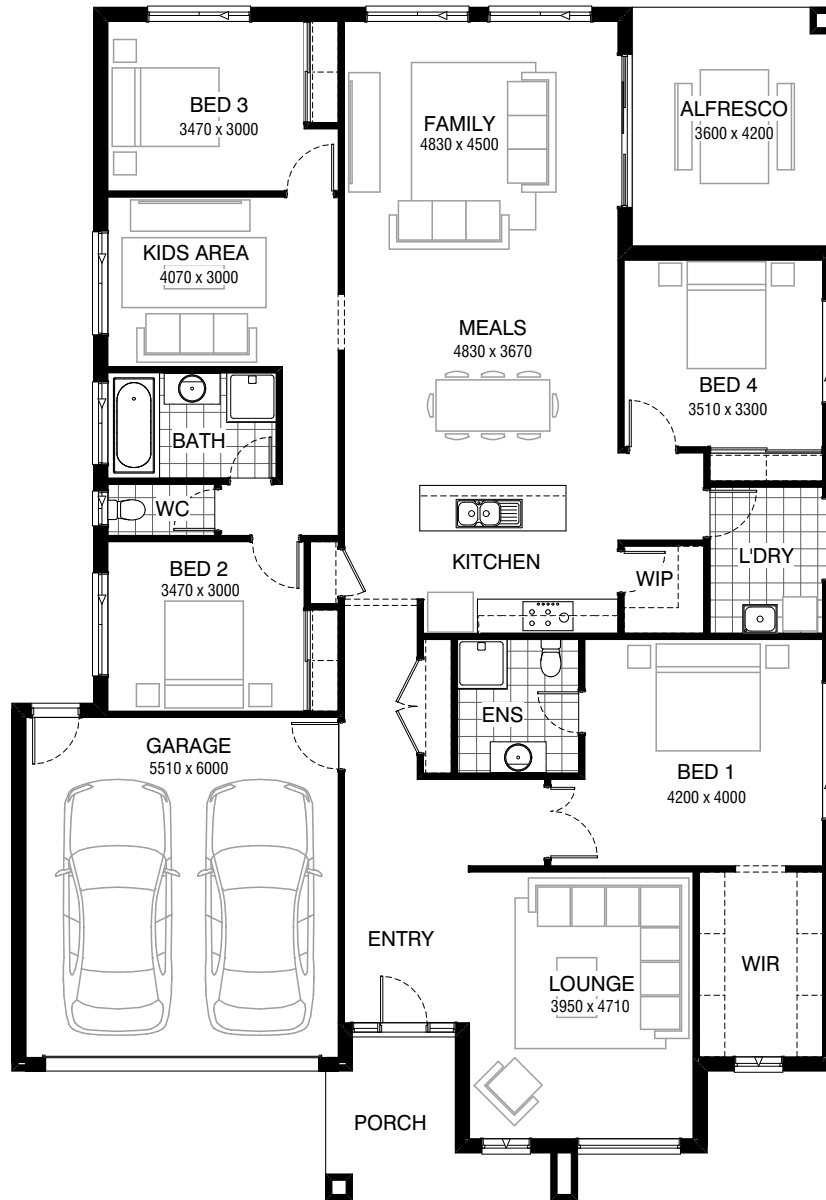 BED 3
3470 x 3000
FAMILY
4830 x 4500
ALFRESCO
3600 x 4200
KIDS AREA
4070 x 3000
MEALS
4830 x 3670
BED 4
3510 x 3300
BATH
WC
KITCHEN
L'DRY
WIP
BED 2
3470 x 3000
ENS
GARAGE
5510 x 6000
BED 1
4200 x 4000
ENTRY
WIR
LOUNGE
3950 x 4710
PORCH